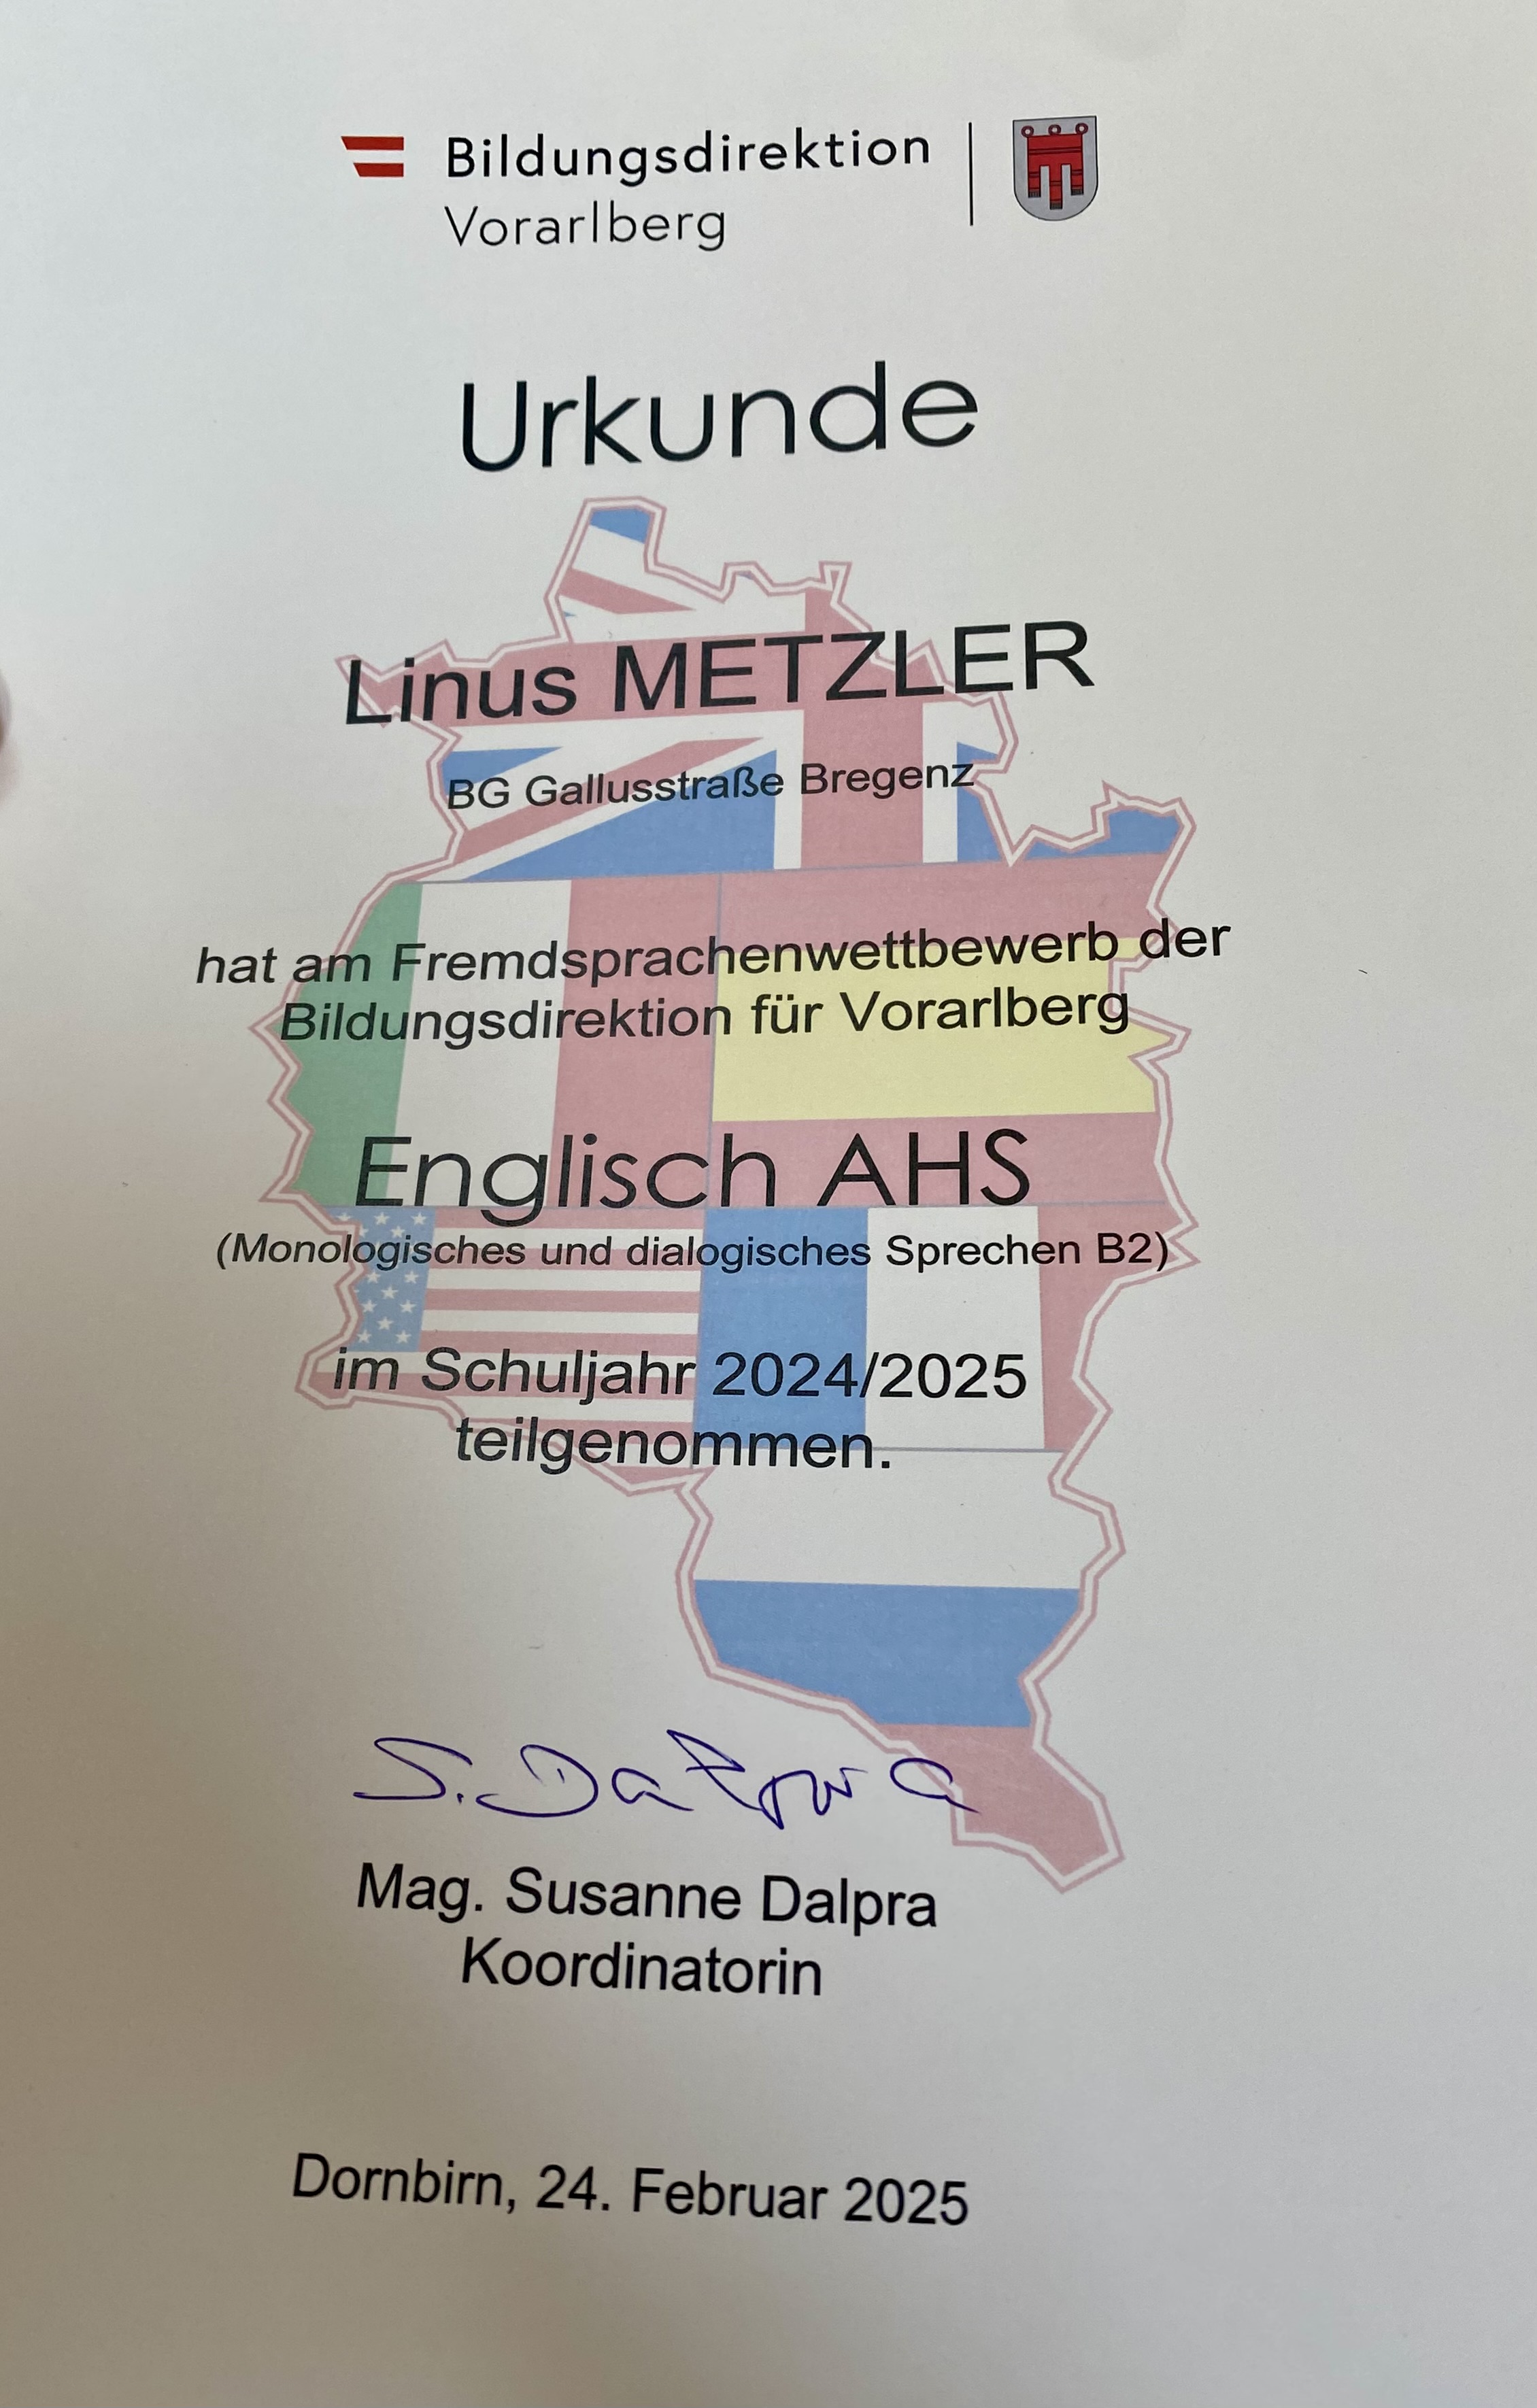 Bildungsdirektion
Vorarlberg
Urkunde
Linus METZLER
BG Gallusstraße Bregenz
hat am Fremdsprachenwettbewerb der
Bildungsdirektion für Vorarlberg
Englisch AHS
(Monologisches und dialogisches Sprechen B2)
im Schuljahr 2024/2025
teilgenommen.
S. Dalpra
Mag. Susanne Dalpra
Koordinatorin
Dornbirn, 24. Februar 2025